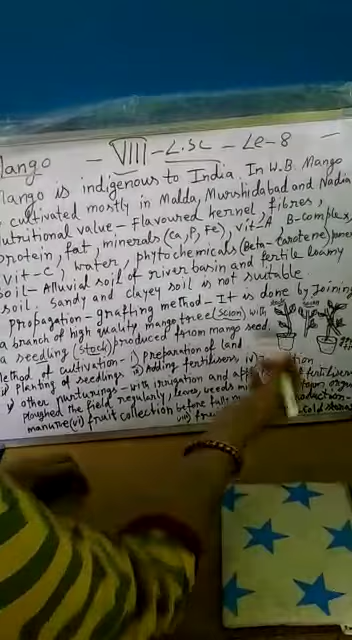 Mango - VIII - L.SC - Le-8
Mango is indigenous to India. In W.B. Mango
cultivated mostly in Malda, Murshidabad and Nadia
Nutritional value - Flavoured kernel, fibres,
protein, fat, minerals (Ca, P, Fe), Vit-A, B-complex,
Vit-C, water, phytochemicals (Beta-carotene)
Soil - Alluvial soil of river basin and fertile loamy
soil, Sandy and clayey soil is not suitable
Propagation - grafting method - It is done by Joining
a branch of high quality mango tree (Scion) with
a seedling (Stock) produced from mango seed.
Method of cultivation - i) Preparation of land
ii) Planting of seedlings iii) Adding fertilisers iv)
v) other nurturings - with irrigation and fertilisers
Ploughed the field regularly, leaves weeds
manure (vi) fruit collection before cold
viii)